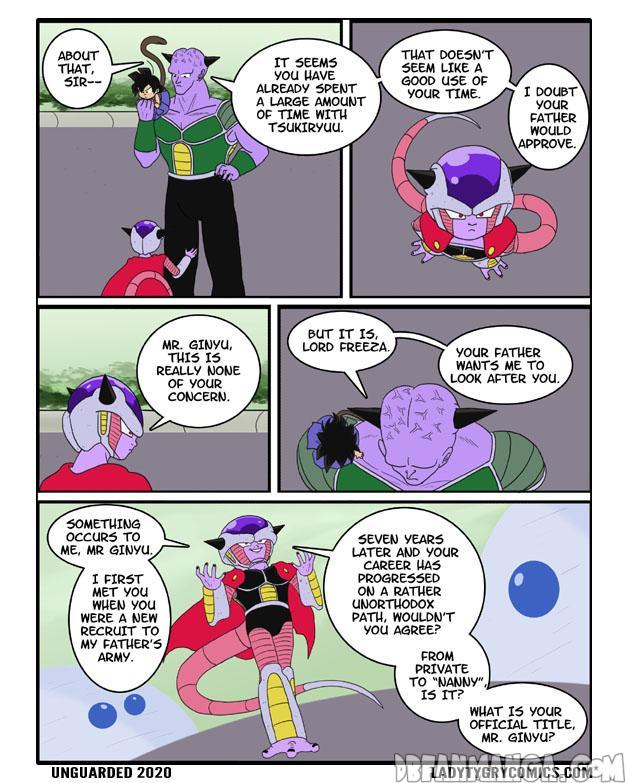 ABOUT
THAT,
SIR--
IT SEEMS
YOU HAVE
ALREADY SPENT
A LARGE AMOUNT
OF TIME WITH
TSUKIRYUU.
THAT DOESN'T
SEEM LIKE A
GOOD USE OF
YOUR TIME.
I DOUBT
YOUR
FATHER
WOULD
APPROVE.
MR. GINYU,
THIS IS
REALLY NONE
OF YOUR
CONCERN.
BUT IT IS,
LORD FREEZA.
YOUR FATHER
WANTS ME TO
LOOK AFTER YOU.
SOMETHING
OCCURS TO
ME, MR GINYU.
I FIRST
MET YOU
WHEN YOU
WERE A NEW
RECRUIT TO
MY FATHER'S
ARMY.
SEVEN YEARS
LATER AND YOUR
CAREER HAS
PROGRESSED
ON A RATHER
UNORTHODOX
PATH, WOULDN'T
YOU AGREE?
FROM
PRIVATE
TO "NANNY",
IS IT?
WHAT IS YOUR
OFFICIAL TITLE,
MR. GINYU?
UNGUARDED 2020
LADYTYGRYCOMICS.COM
DBFANMANGA.COM